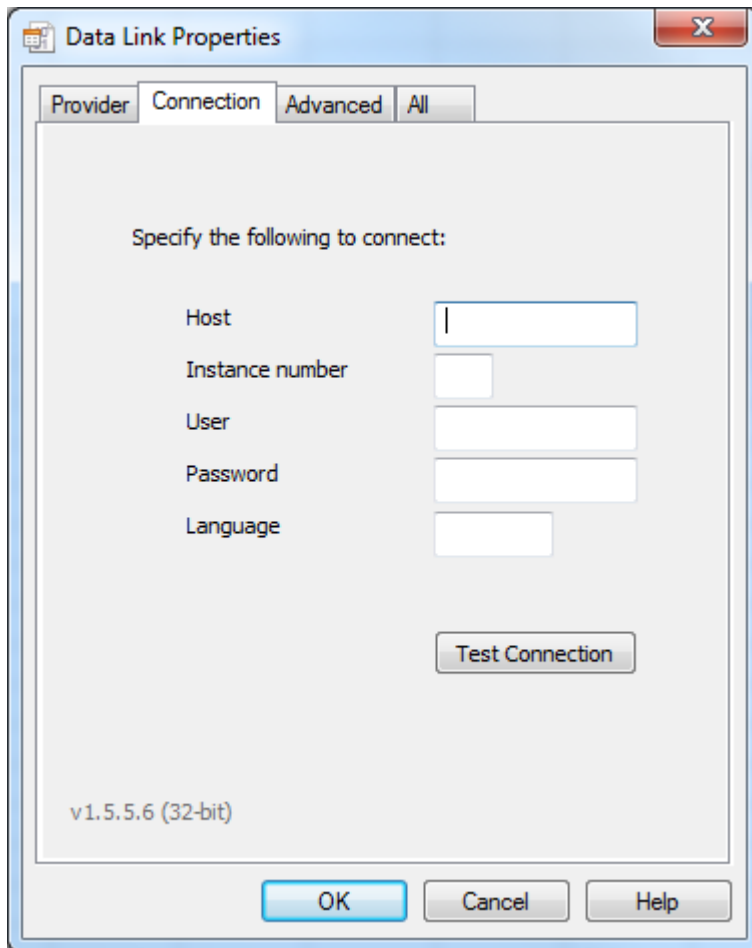 Data Link Properties
Provider Connection Advanced All
Specify the following to connect:
Host
Instance number
User
Password
Language
Test Connection
v1.5.5.6 (32-bit)
OK Cancel Help